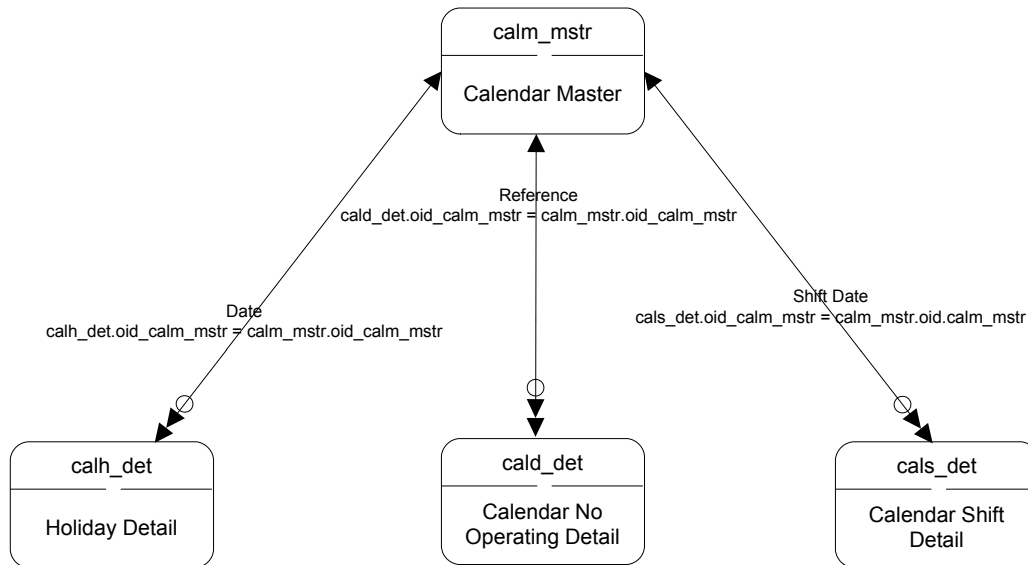 calm_mstr
Calendar Master
Reference
cald_det.oid_calm_mstr = calm_mstr.oid_calm_mstr
Date
calh_det.oid_calm_mstr = calm_mstr.oid_calm_mstr
Shift Date
cals_det.oid_calm_mstr = calm_mstr.oid.calm_mstr
calh_det
Holiday Detail
cald_det
Calendar No
Operating Detail
cals_det
Calendar Shift
Detail